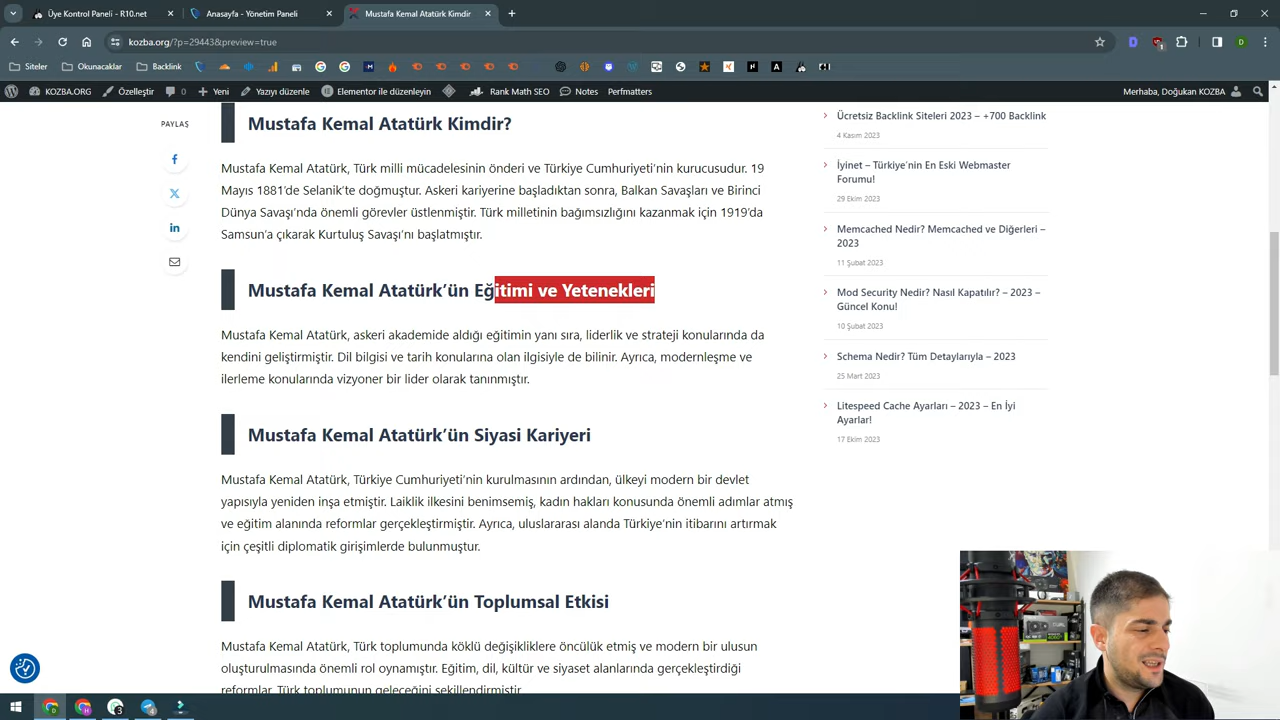 Üye Kontrol Paneli - R10.net
- Yönetim Paneli
Mustafa Kemal Atatürk Kimdir
kozba.org/?p=29443&preview=true
Siteler
Okunacaklar
Backlink
KOZBA.ORG
Özelleştir
0
Yeni
Yazıyı düzenle
Elementor ile düzenleyin
Rank Math SEO
Notes
Perfmatters
Merhaba, Doğukan KOZBA
PAYLAŞ
Mustafa Kemal Atatürk Kimdir?
Mustafa Kemal Atatürk, Türk milli mücadelesinin önderi ve Türkiye Cumhuriyeti’nin kurucusudur. 19
Mayıs 1881’de Selanik’te doğmuştur. Askeri kariyerine başladıktan sonra, Balkan Savaşları ve Birinci
Dünya Savaşı’nda önemli görevler üstlenmiştir. Türk milletinin bağımsızlığını kazanmak için 1919’da
Samsun’a çıkarak Kurtuluş Savaşı’nı başlatmıştır.
Mustafa Kemal Atatürk’ün Eğitimi ve Yetenekleri
Mustafa Kemal Atatürk, askeri akademide aldığı eğitimin yanı sıra, liderlik ve strateji konularında da
kendini geliştirmiştir. Dil bilgisi ve tarih konularına olan ilgisiyle de bilinir. Ayrıca, modernleşme ve
ilerleme konularında vizyoner bir lider olarak tanınmıştır.
Mustafa Kemal Atatürk’ün Siyasi Kariyeri
Mustafa Kemal Atatürk, Türkiye Cumhuriyeti’nin kurulmasının ardından, ülkeyi modern bir devlet
yapısıyla yeniden inşa etmiştir. Laiklik ilkesini benimsemiş, kadın hakları konusunda önemli adımlar atmış
ve eğitim alanında reformlar gerçekleştirmiştir. Ayrıca, uluslararası alanda Türkiye’nin itibarını artırmak
için çeşitli diplomatik girişimlerde bulunmuştur.
Mustafa Kemal Atatürk’ün Toplumsal Etkisi
Mustafa Kemal Atatürk, Türk toplumunda köklü değişikliklere öncülük etmiş ve modern bir ulusun
oluşturulmasında önemli rol oynamıştır. Eğitim, dil, kültür ve siyaset alanlarında gerçekleştirdiği
reformlar, Türk toplumunun geleceğini şekillendirmiştir.
Ücretsiz Backlink Siteleri 2023 – +700 Backlink
4 Kasım 2023
İyinet – Türkiye’nin En Eski Webmaster
Forumu!
29 Ekim 2023
Memcached Nedir? Memcached ve Diğerleri –
2023
11 Şubat 2023
Mod Security Nedir? Nasıl Kapatılır? – 2023 –
Güncel Konu!
10 Şubat 2023
Schema Nedir? Tüm Detaylarıyla – 2023
25 Mart 2023
Litespeed Cache Ayarları – 2023 – En İyi
Ayarlar!
17 Ekim 2023